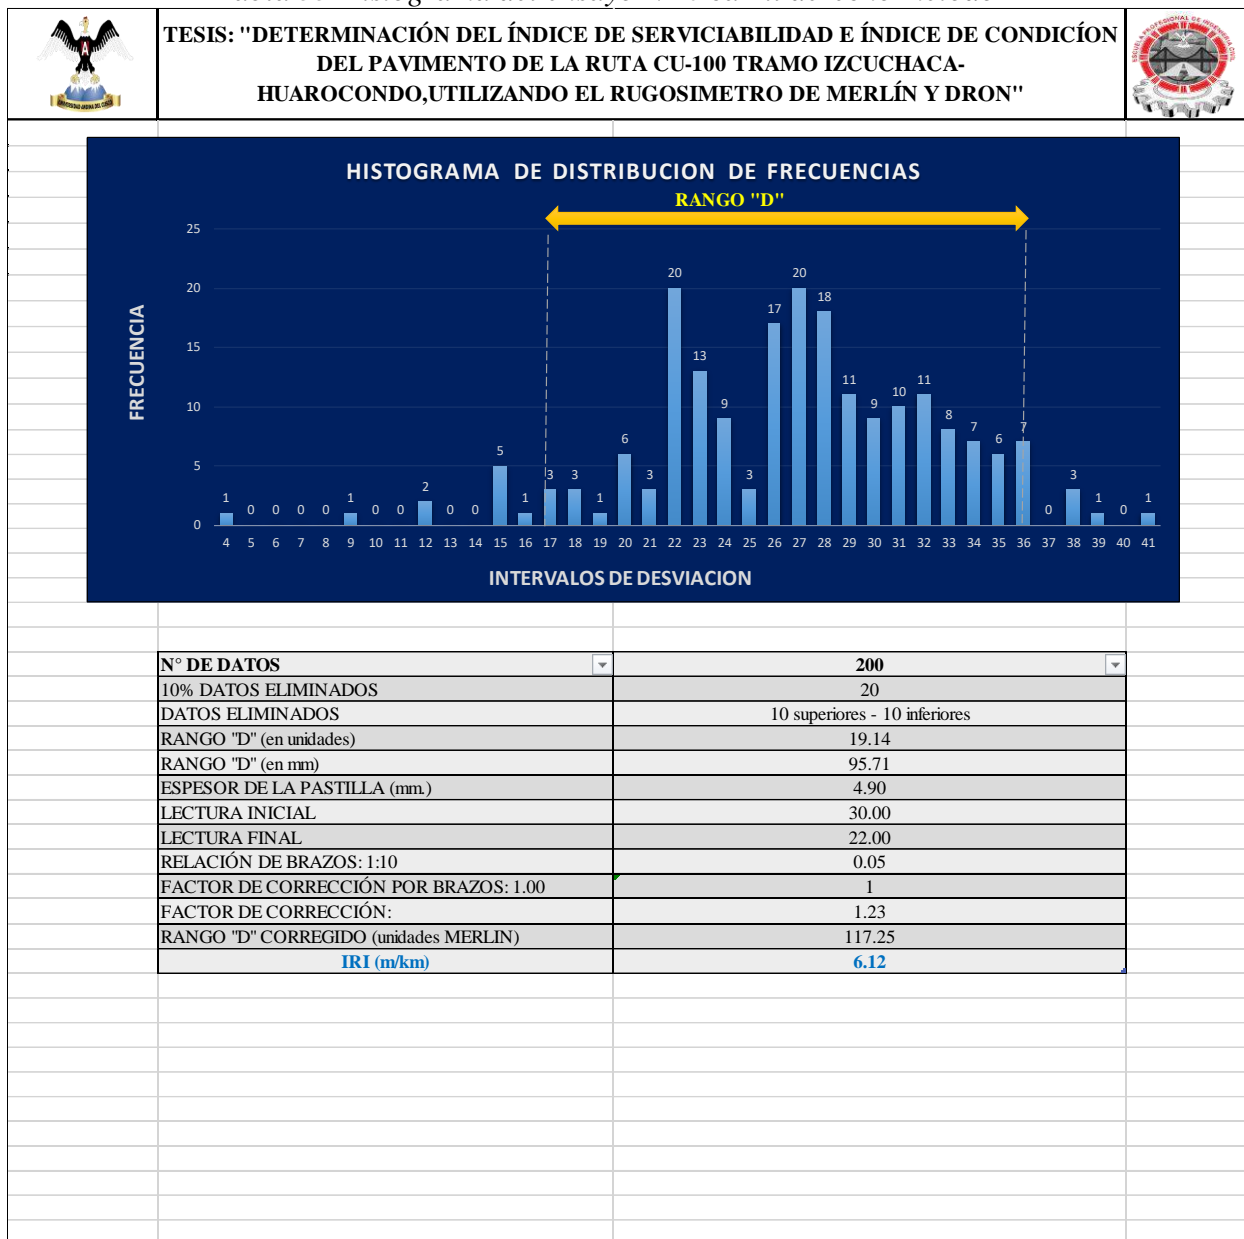 TESIS: "DETERMINACIÓN DEL ÍNDICE DE SERVICIABILIDAD E ÍNDICE DE CONDICÍON
DEL PAVIMENTO DE LA RUTA CU-100 TRAMO IZCUCHACA-
HUAROCONDO,UTILIZANDO EL RUGOSIMETRO DE MERLÍN Y DRON"
UNIVERSIDAD ANDINA DEL CUSCO
ESCUELA PROFESIONAL DE INGENIERIA CIVIL
HISTOGRAMA DE DISTRIBUCION DE FRECUENCIAS
RANGO "D"
FRECUENCIA
25
20
15
10
5
0
1 0 0 0 0 1 0 0 2 0 0 5 1 3 3 1 6 3 20 13 9 3 17 20 18 11 9 10 11 8 7 6 7 0 3 1 0 1
4 5 6 7 8 9 10 11 12 13 14 15 16 17 18 19 20 21 22 23 24 25 26 27 28 29 30 31 32 33 34 35 36 37 38 39 40 41
INTERVALOS DE DESVIACION
N° DE DATOS 200
10% DATOS ELIMINADOS 20
DATOS ELIMINADOS 10 superiores - 10 inferiores
RANGO "D" (en unidades) 19.14
RANGO "D" (en mm) 95.71
ESPESOR DE LA PASTILLA (mm.) 4.90
LECTURA INICIAL 30.00
LECTURA FINAL 22.00
RELACIÓN DE BRAZOS: 1:10 0.05
FACTOR DE CORRECCIÓN POR BRAZOS: 1.00 1
FACTOR DE CORRECCIÓN: 1.23
RANGO "D" CORREGIDO (unidades MERLIN) 117.25
IRI (m/km) 6.12